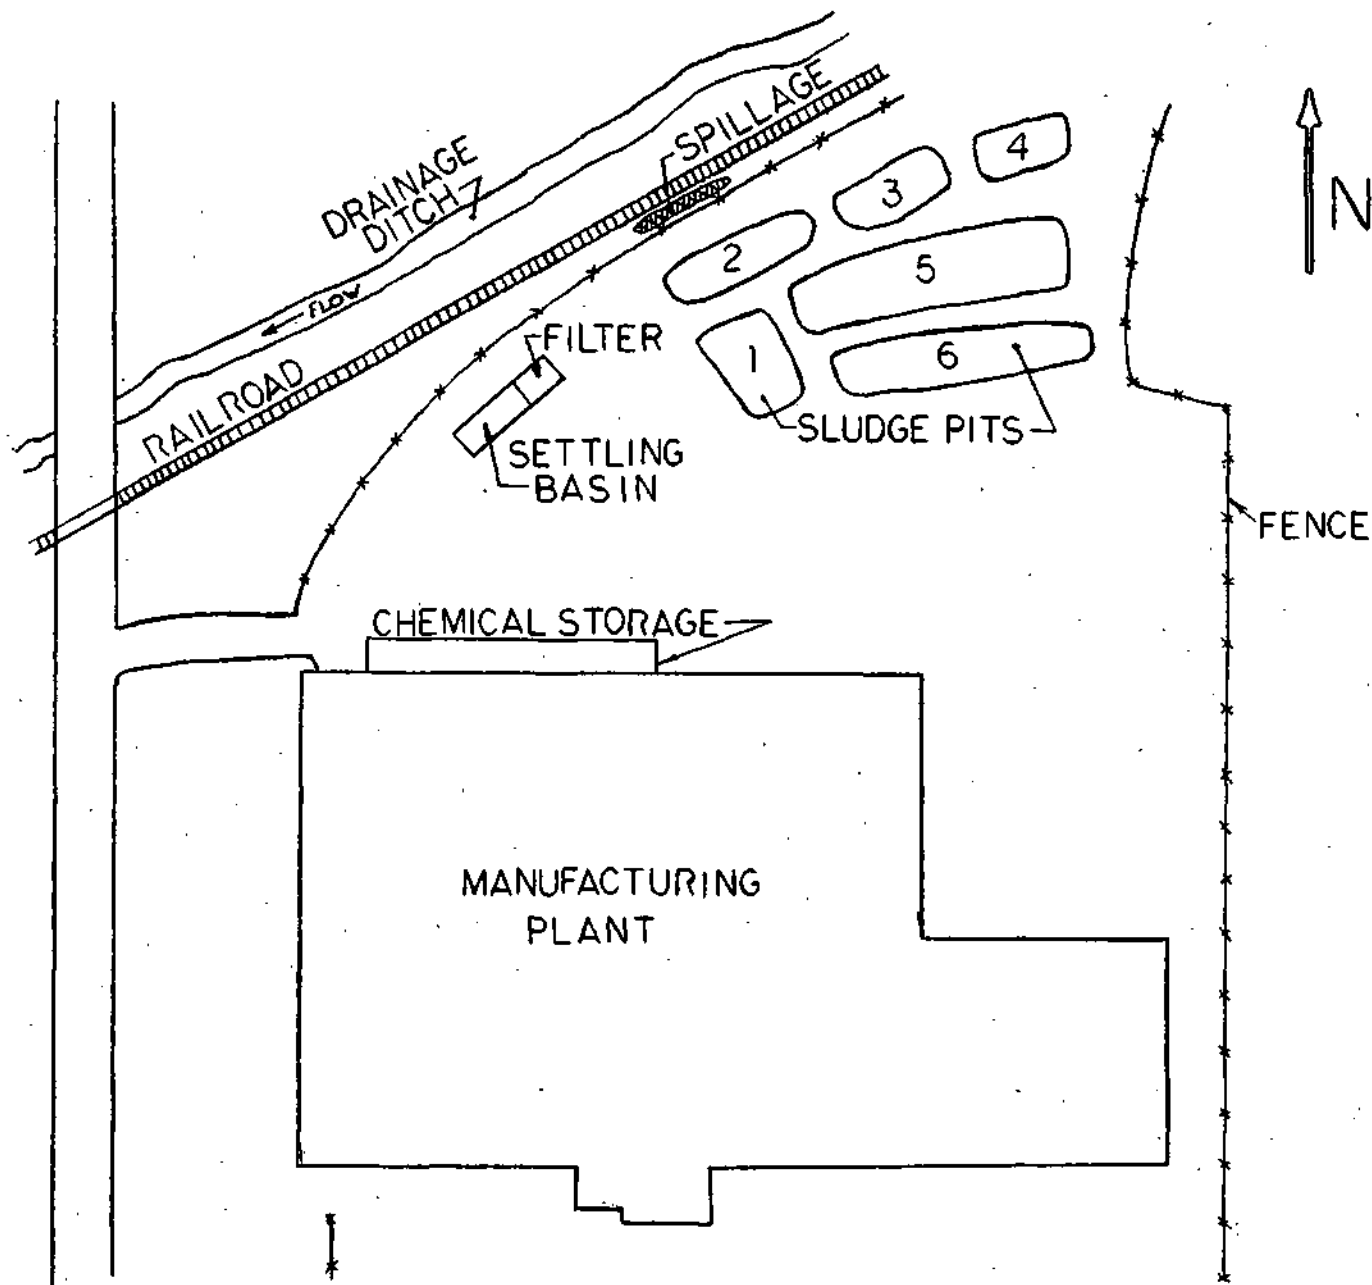 SPILLAGE
DRAINAGE
DITCH
FLOW
RAILROAD
FILTER
SETTLING
BASIN
1
2
3
4
5
6
SLUDGE PITS
N
FENCE
CHEMICAL STORAGE
MANUFACTURING
PLANT